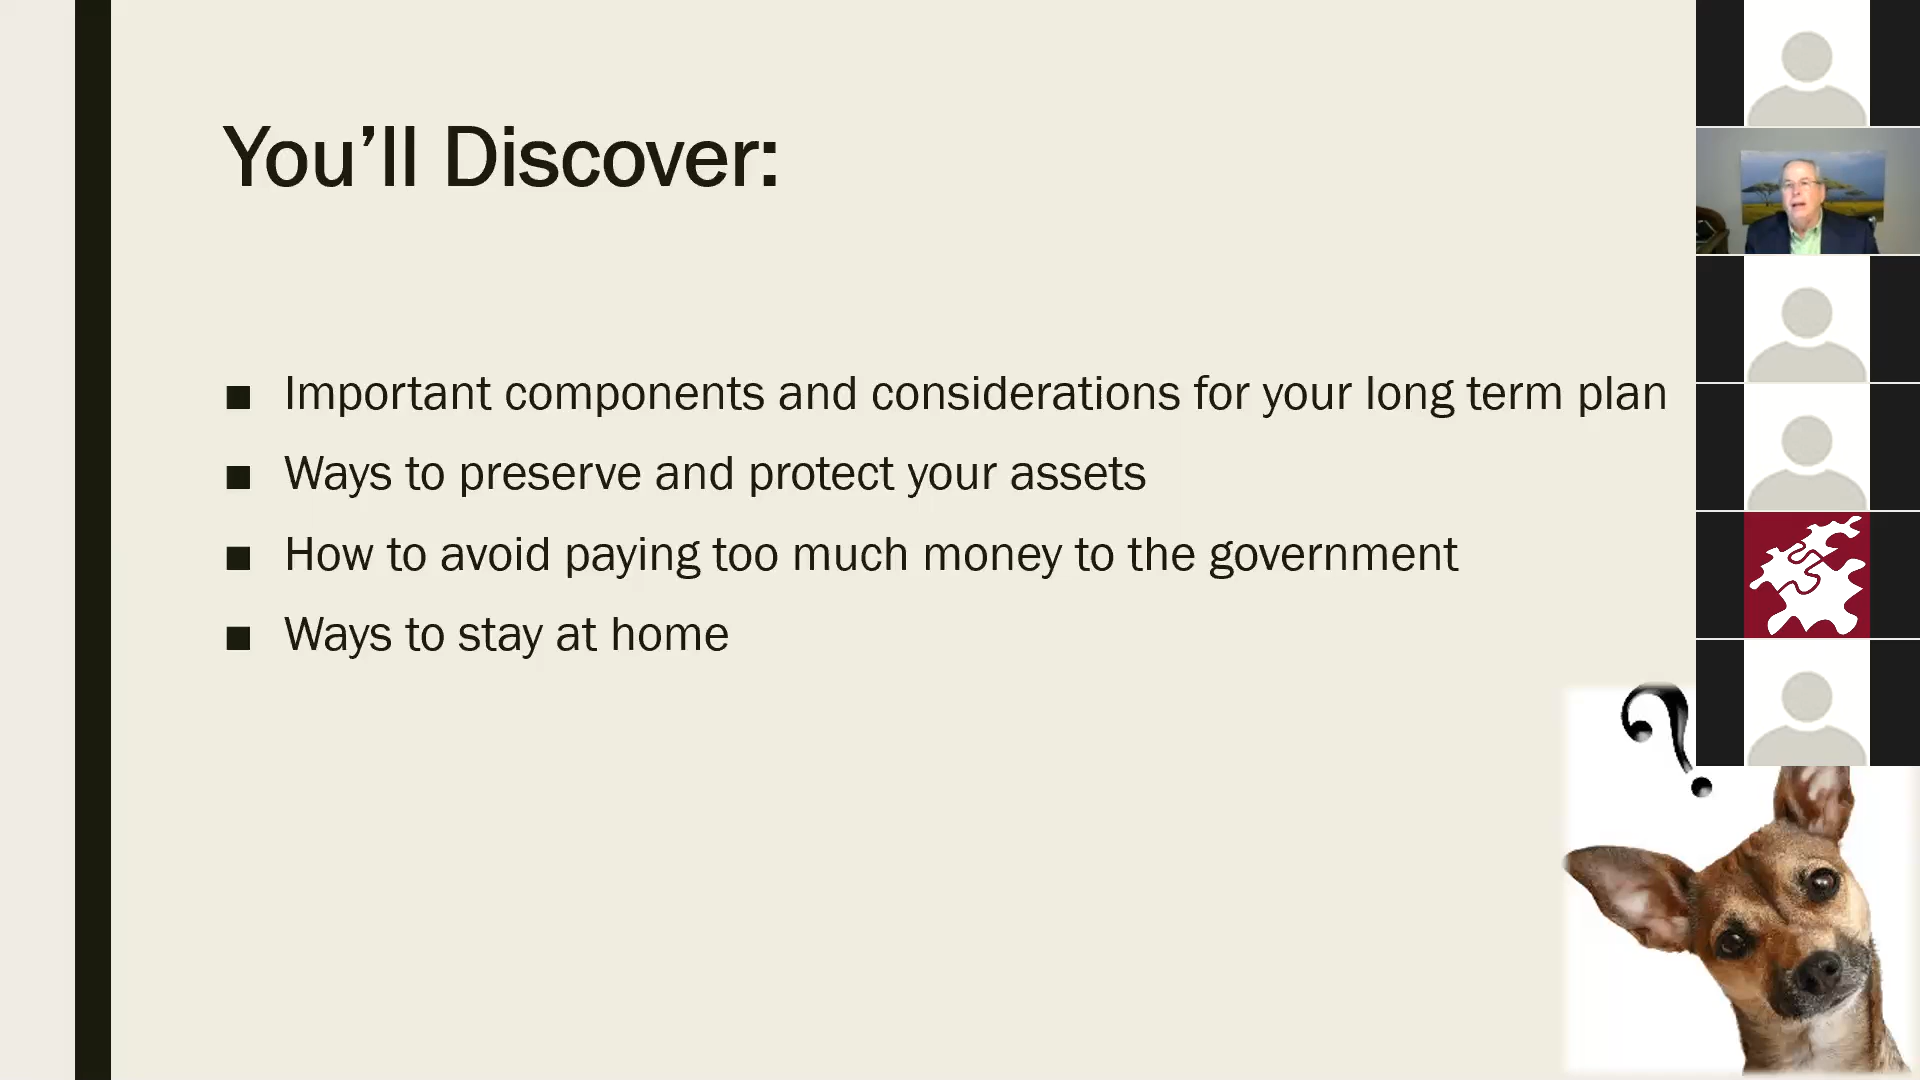 You’ll Discover:
■ Important components and considerations for your long term plan
■ Ways to preserve and protect your assets
■ How to avoid paying too much money to the government
■ Ways to stay at home
?